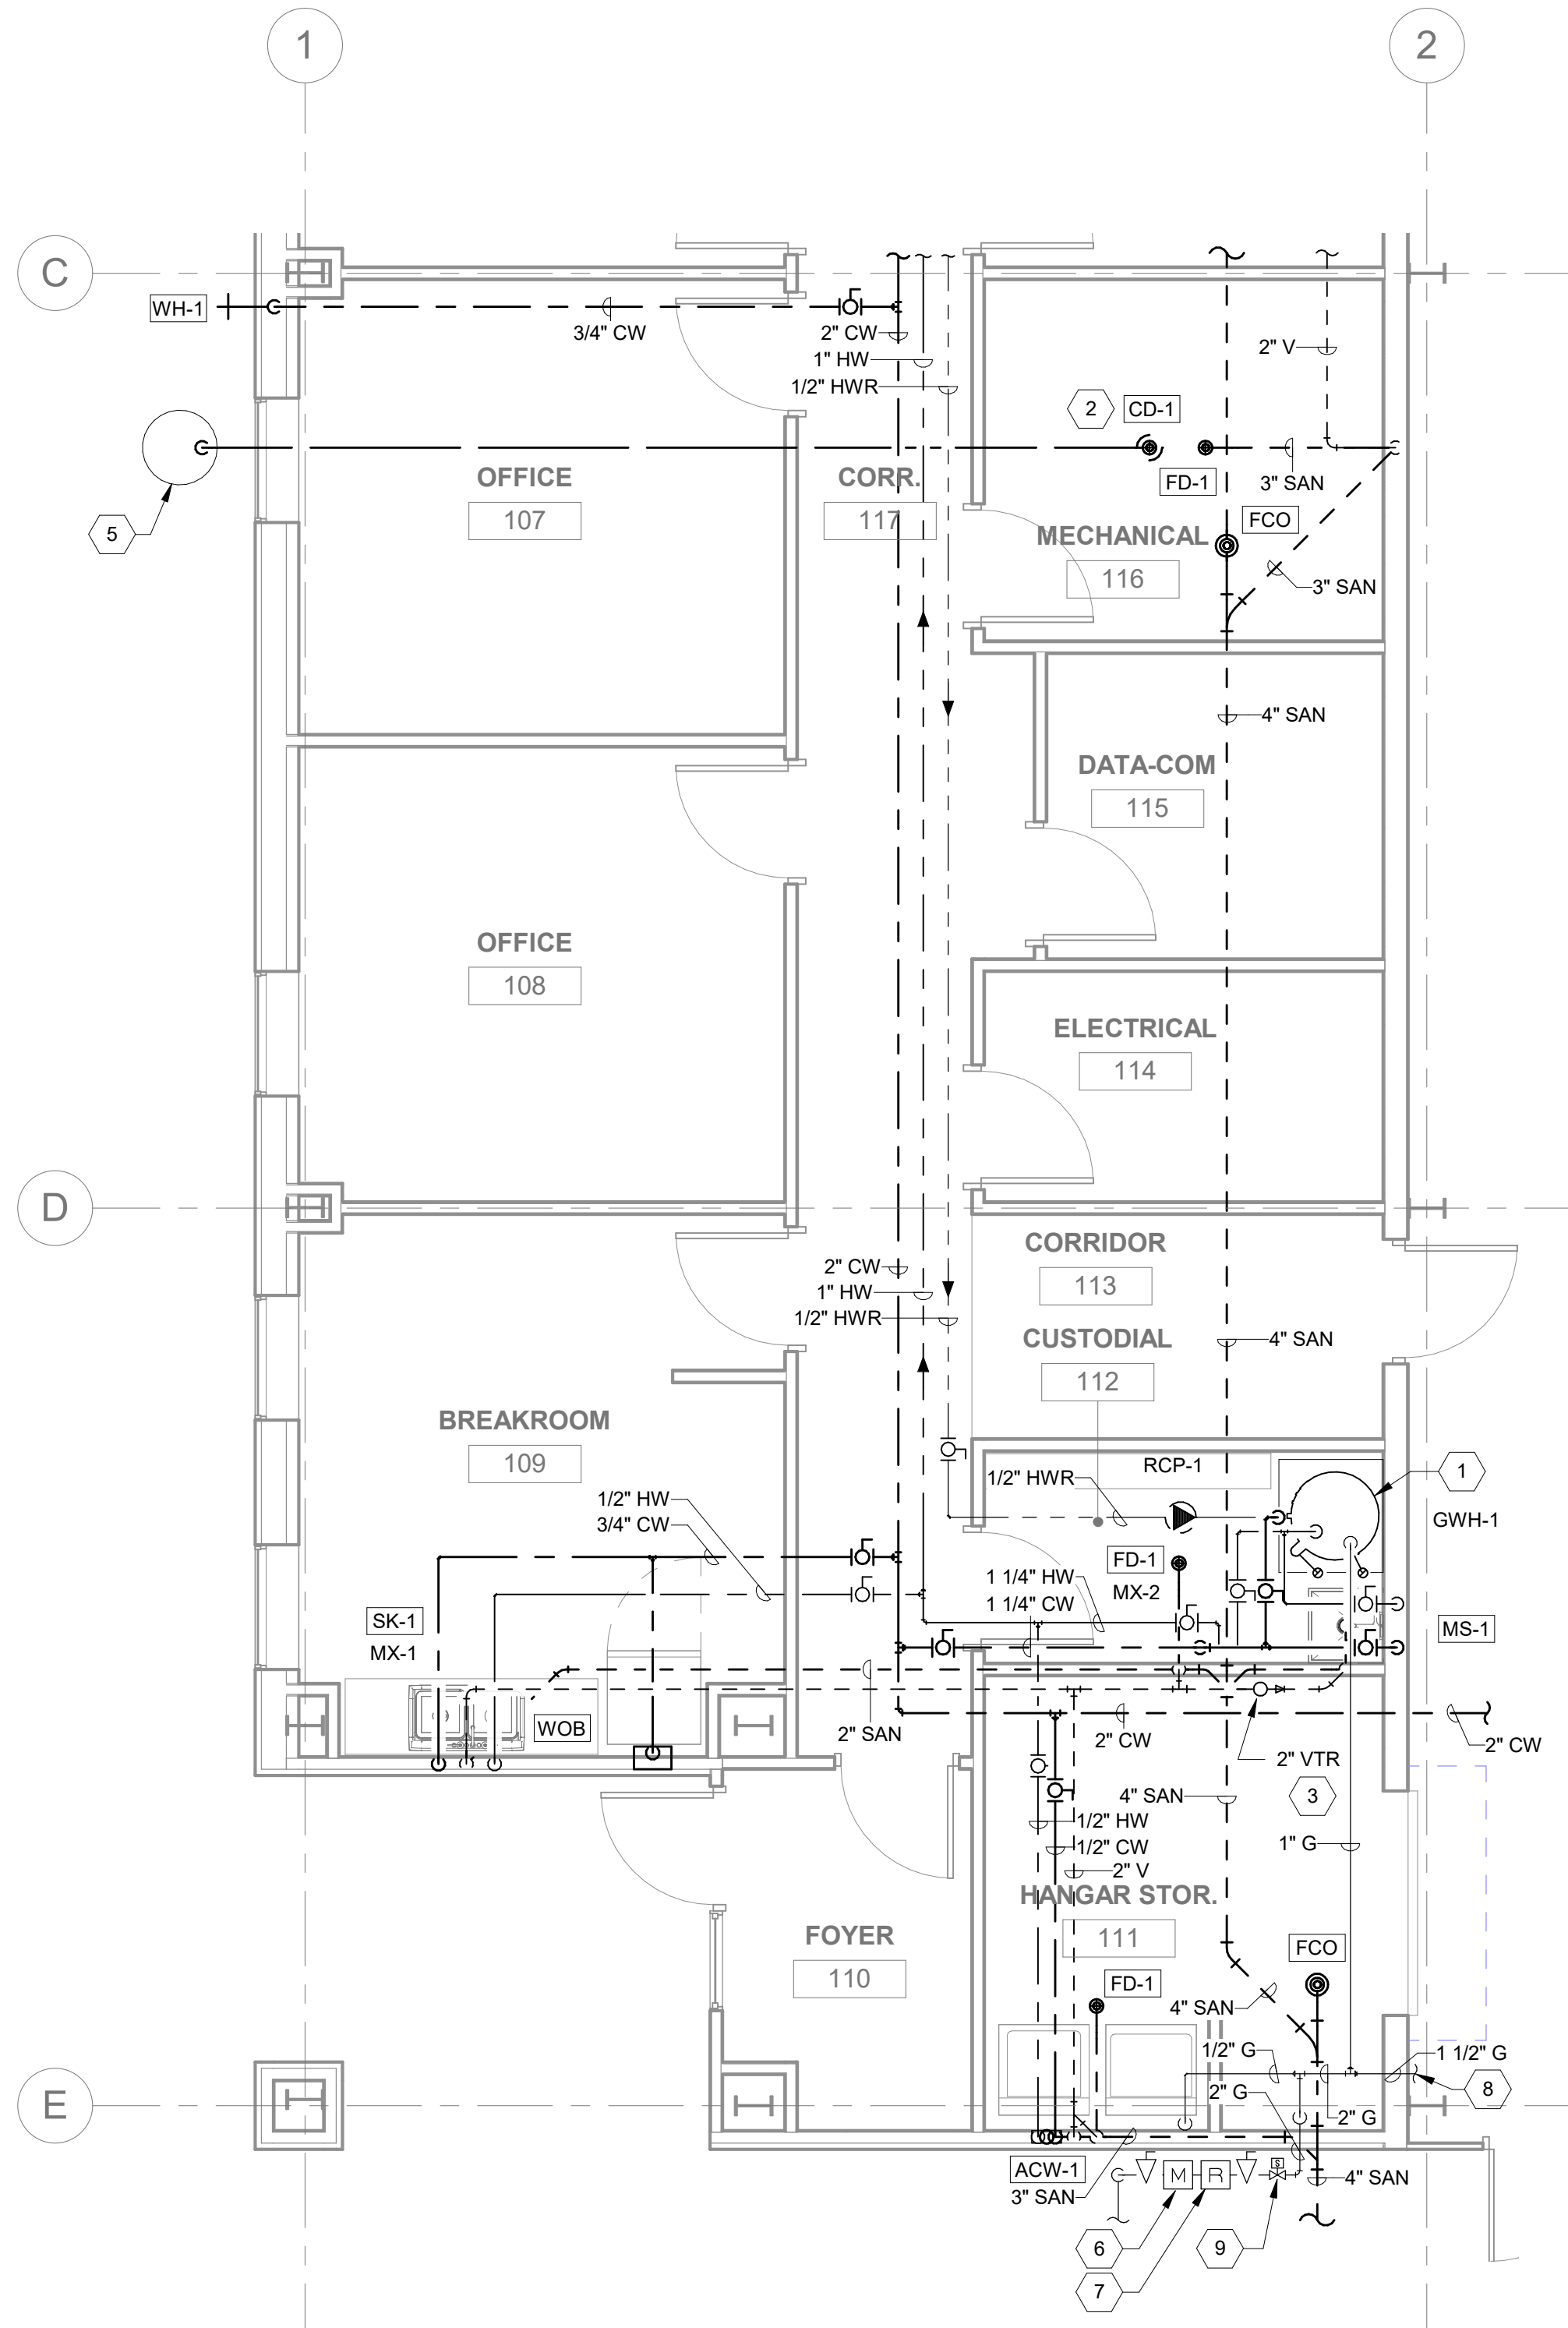 1
2
C
WH-1
3/4" CW
2" CW
1" HW
1/2" HWR
2" V
2
CD-1
OFFICE
107
CORR.
117
FD-1
3" SAN
5
FCO
MECHANICAL
116
3" SAN
4" SAN
DATA-COM
115
OFFICE
108
ELECTRICAL
114
D
CORRIDOR
113
2" CW
1" HW
1/2" HWR
CUSTODIAL
112
4" SAN
BREAKROOM
109
RCP-1
1/2" HWR
1
GWH-1
1/2" HW
3/4" CW
FD-1
MX-2
1 1/4" HW
1 1/4" CW
SK-1
MX-1
MS-1
WOB
2" SAN
2" CW
2" CW
2" VTR
3
4" SAN
1/2" HW
1/2" CW
2" V
1" G
HANGAR STOR.
111
FOYER
110
FCO
FD-1
4" SAN
1/2" G
1 1/2" G
8
2" G
2" G
E
ACW-1
3" SAN
M
R
S
4" SAN
6
9
7